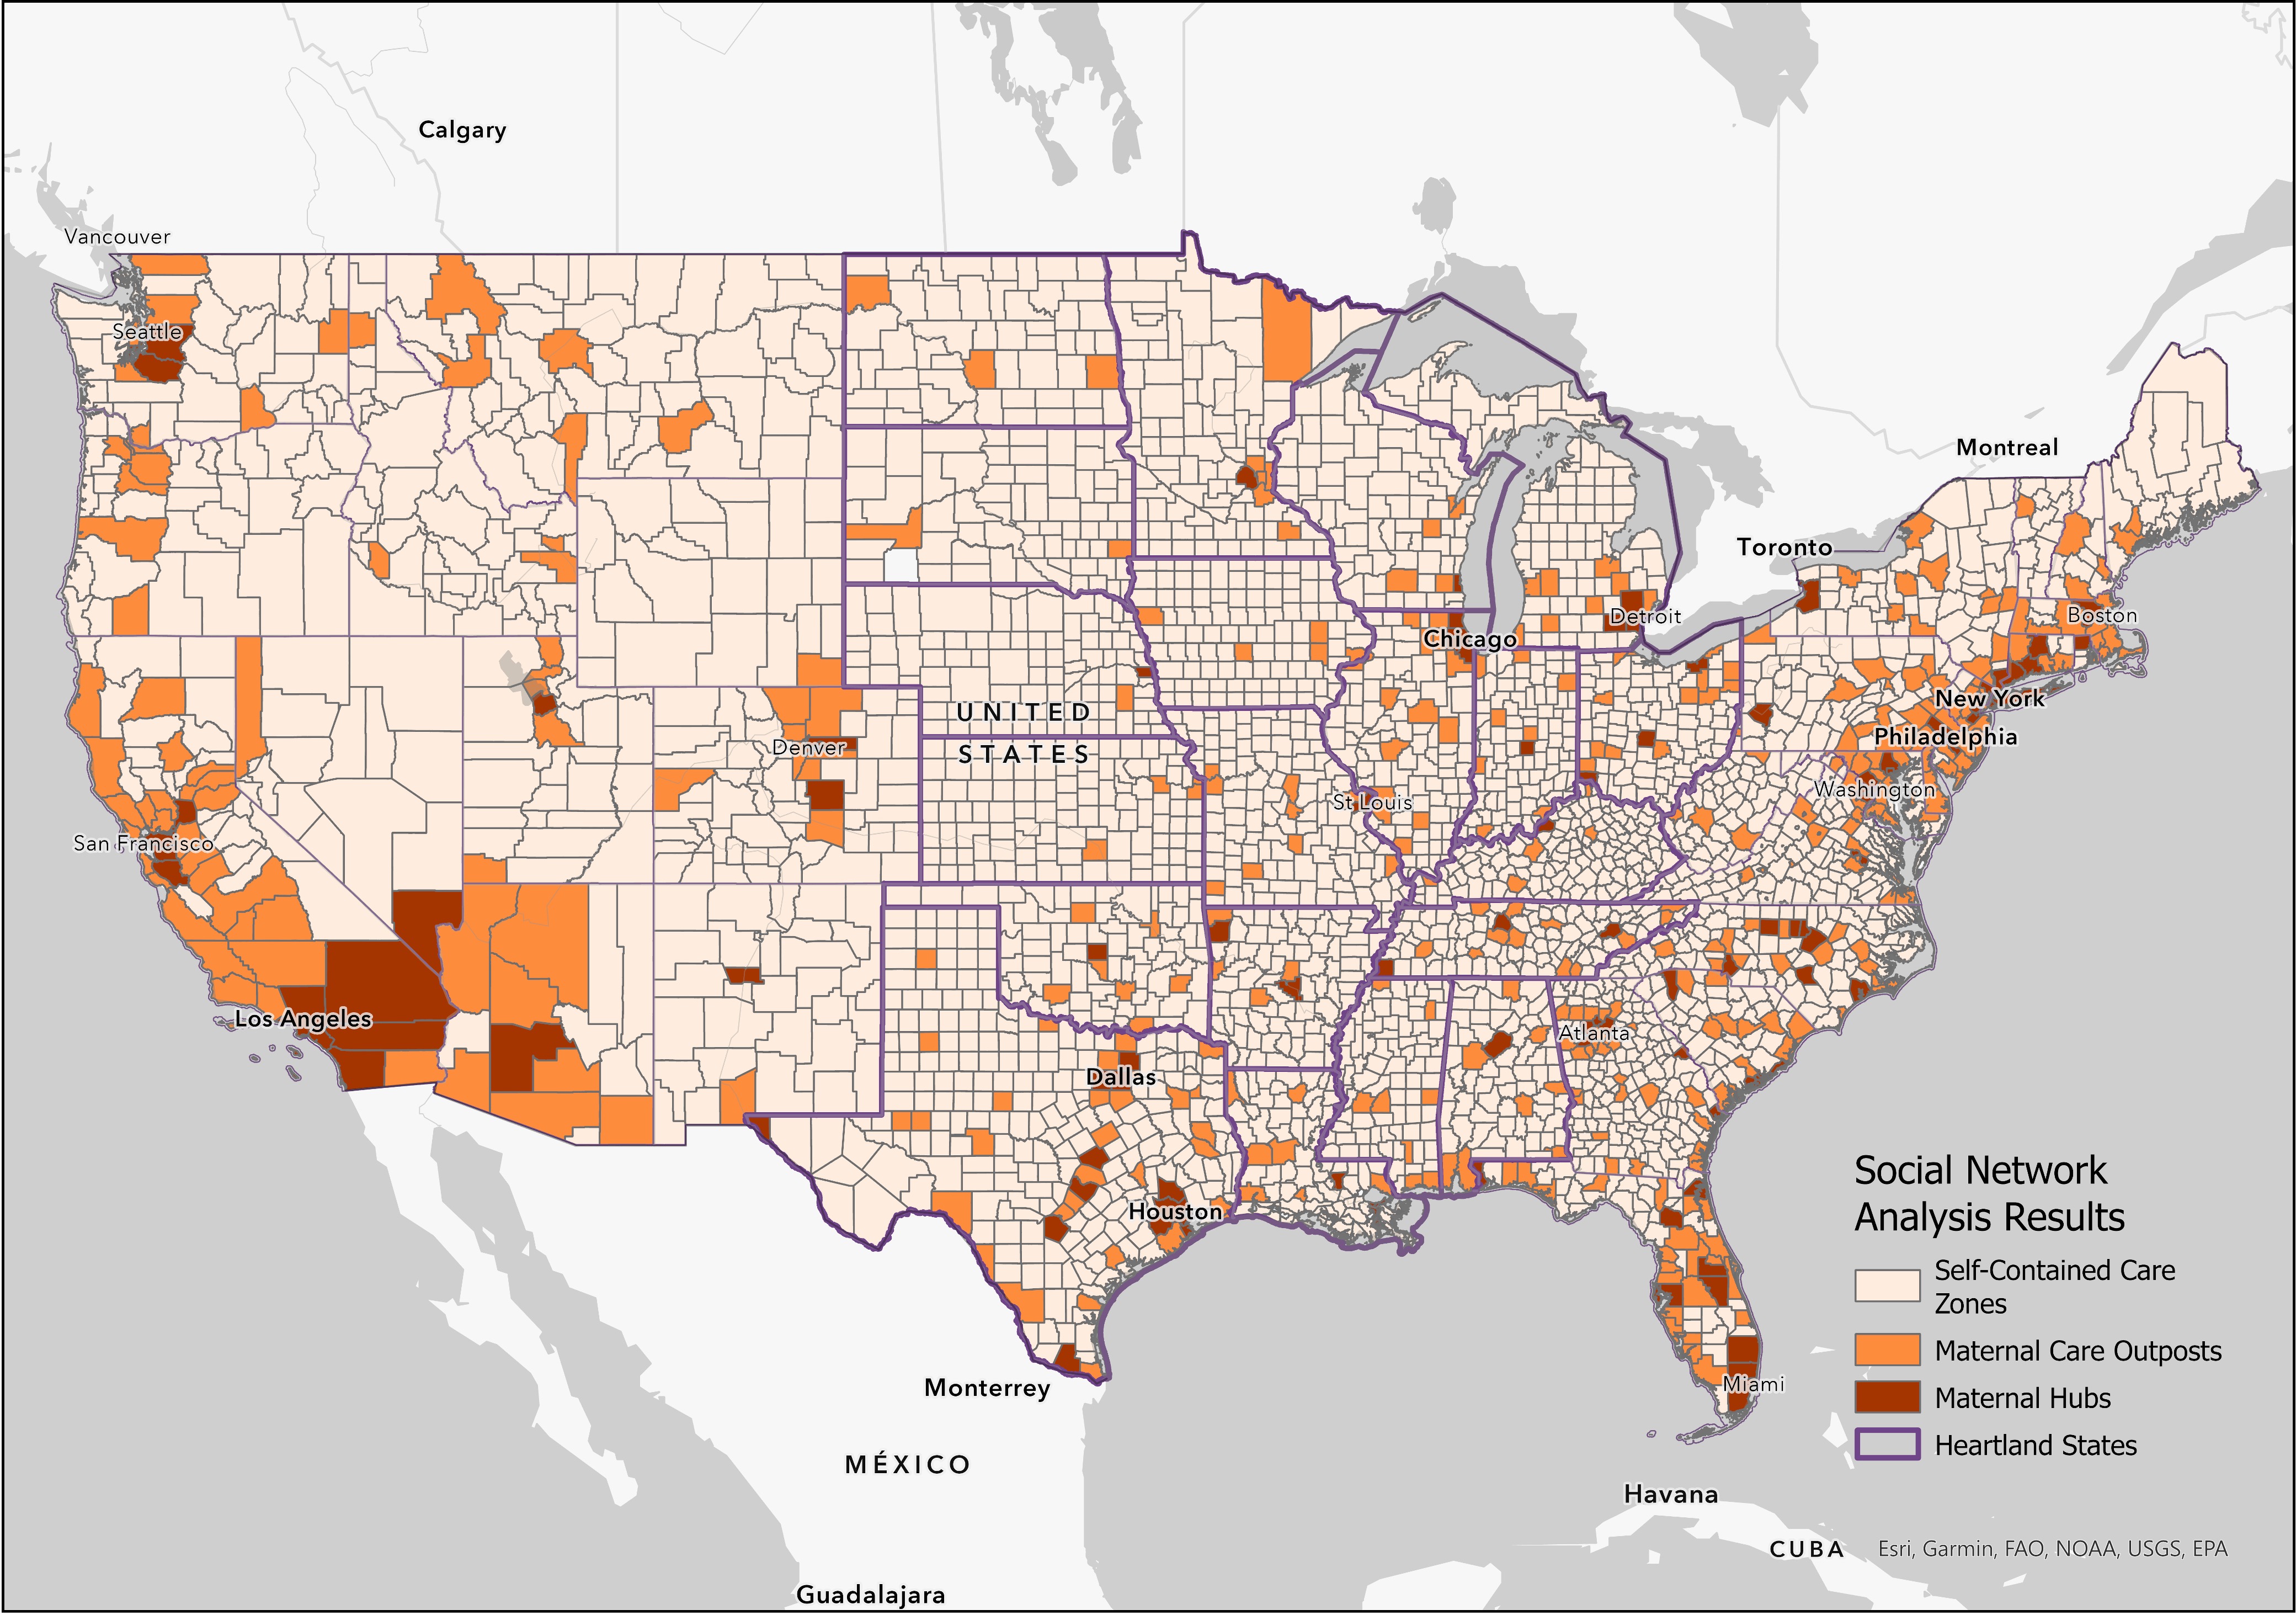 Calgary
Vancouver
Seattle
Montreal
Toronto
Boston
Detroit
Chicago
New York
UNITED
STATES
Philadelphia
Denver
Washington
St Louis
San Francisco
Los Angeles
Atlanta
Dallas
Houston
Social Network
Analysis Results
Self-Contained Care
Zones
Maternal Care Outposts
Maternal Hubs
Heartland States
Miami
Monterrey
MÉXICO
Havana
CUBA
Esri, Garmin, FAO, NOAA, USGS, EPA
Guadalajara